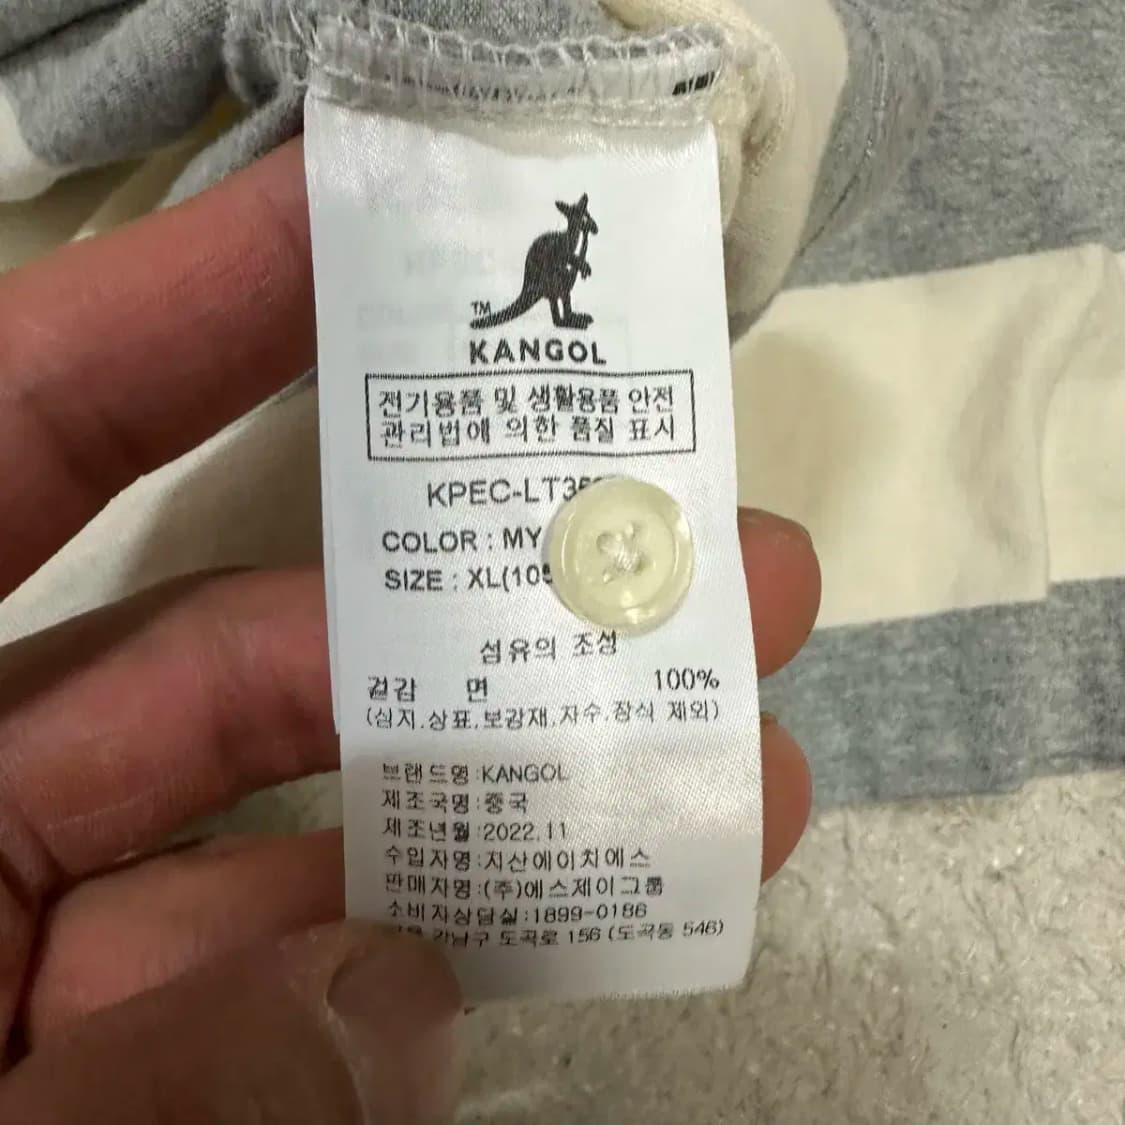 TM
KANGOL
전기용품 및 생활용품 안전
관리법에 의한 품질 표시
COLOR : MY
SIZE :
섬유의 조성
겉감 면 100%
(심지.상표.보강재.자수.장식 제외)
브랜드명:KANGOL
제조국명:중국
제조년월:2022.11
수입자명:지산에이치에스
판매자명:(주)에스제이그룹
소비자상담실:1899-0186
강남구 도곡로 156 (도곡동 546)